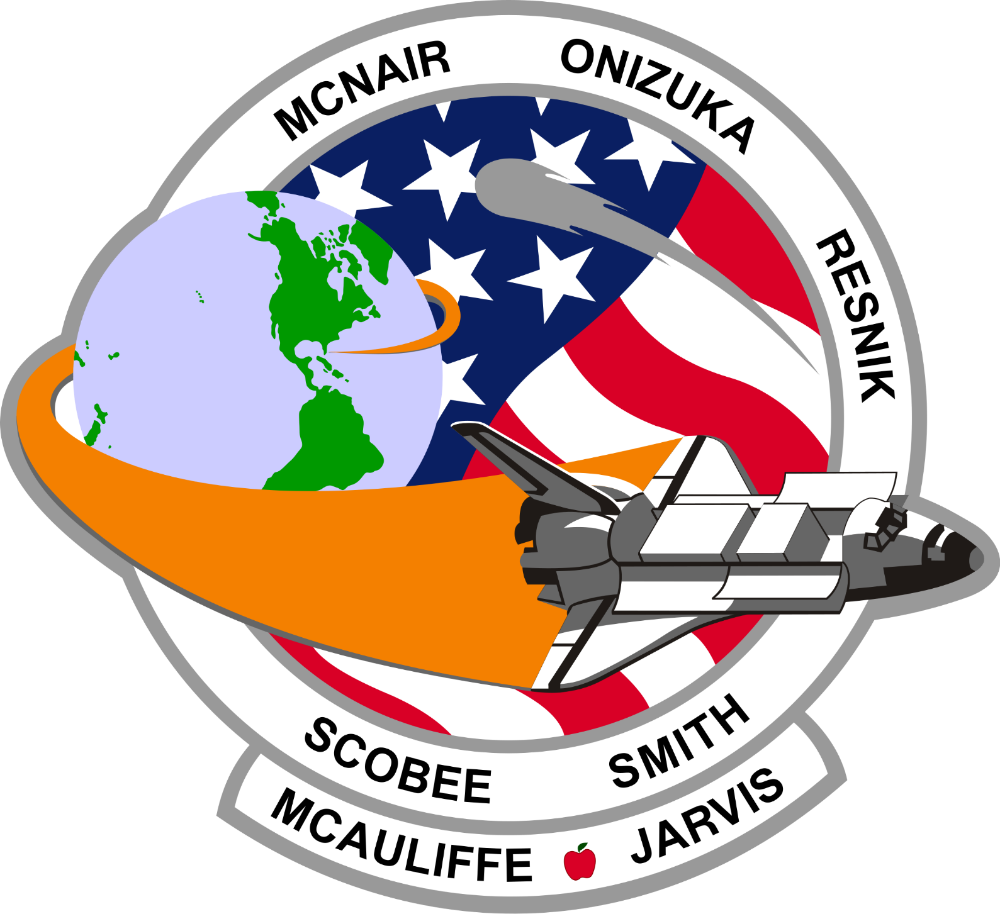 MCNAIR
ONIZUKA
RESNIK
SCOBEE
SMITH
MCAULIFFE
JARVIS